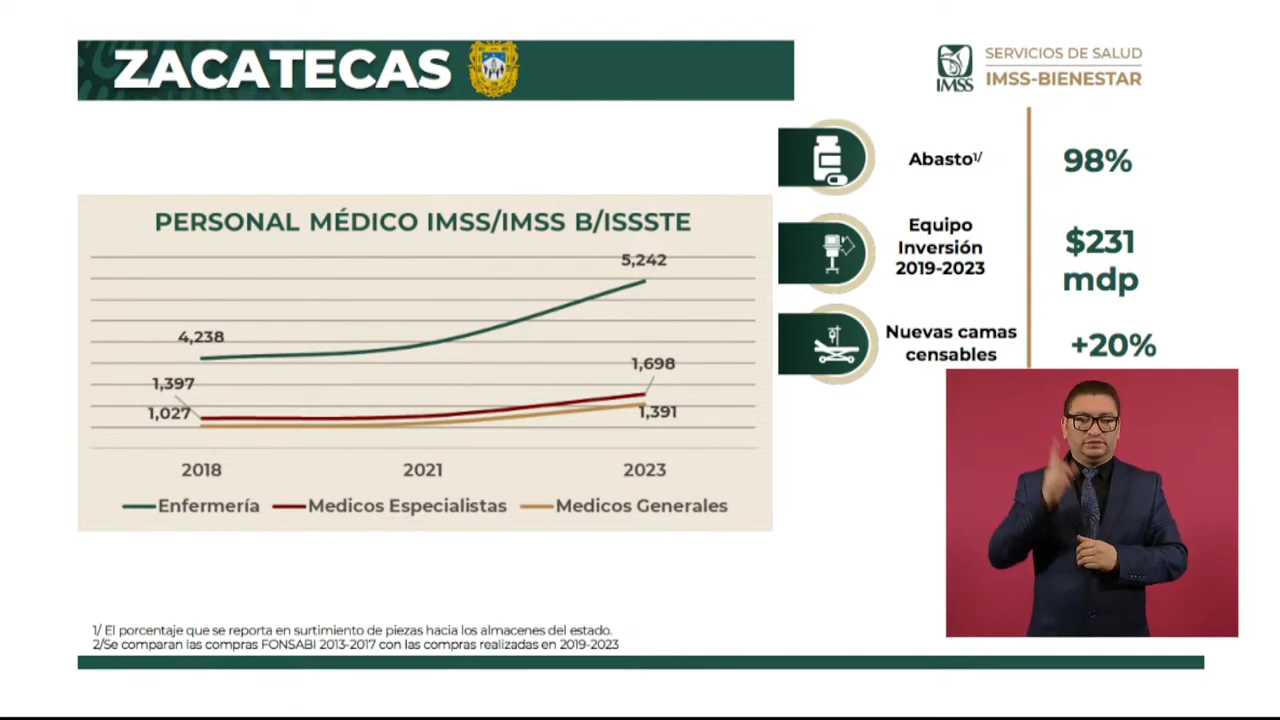 ZACATECAS
IMSS
SERVICIOS DE SALUD
IMSS-BIENESTAR
Abasto1/
98%
Equipo
Inversión
2019-2023
$231
mdp
Nuevas camas
censables
+20%
PERSONAL MÉDICO IMSS/IMSS B/ISSSTE
5,242
4,238
1,698
1,397
1,027
1,391
2018
2021
2023
Enfermería
Medicos Especialistas
Medicos Generales
1/ El porcentaje que se reporta en surtimiento de piezas hacia los almacenes del estado.
2/Se comparan las compras FONSABI 2013-2017 con las compras realizadas en 2019-2023